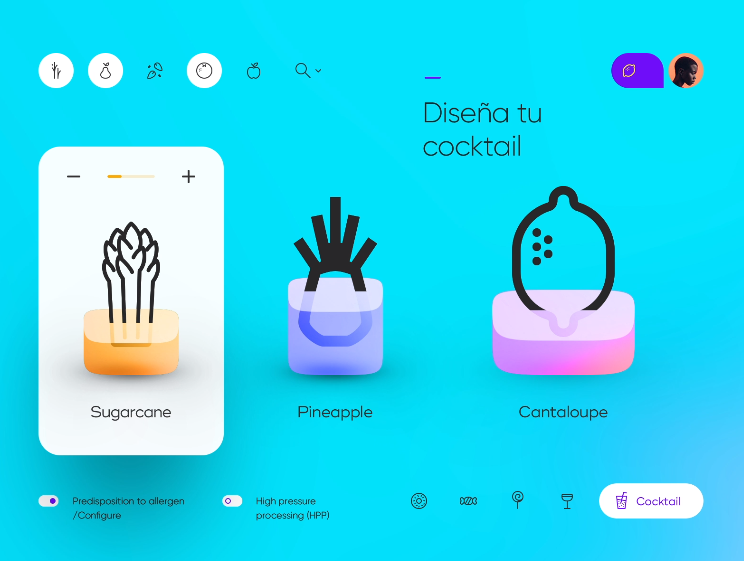 Diseña tu
cocktail
Sugarcane
Pineapple
Cantaloupe
Predisposition to allergen
/Configure
High pressure
processing (HPP)
Cocktail